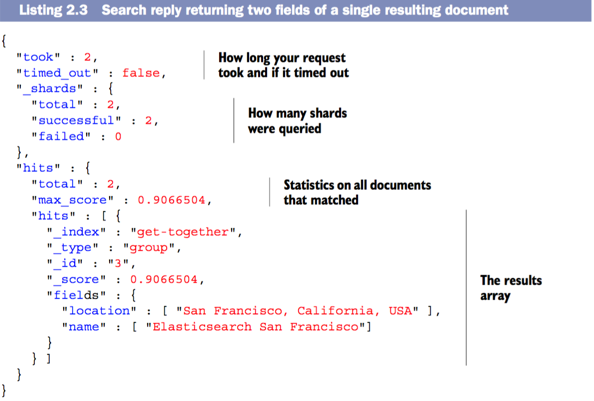 Listing 2.3 Search reply returning two fields of a single resulting document
{
"took" : 2,
How long your request
"timed_out" : false,
took and if it timed out
"_shards" : {
"total" : 2,
How many shards
"successful" : 2,
were queried
"failed" : 0
},
"hits" : {
"total" : 2,
Statistics on all documents
"max_score" : 0.9066504,
that matched
"hits" : [ {
"_index" : "get-together",
"_type" : "group",
"_id" : "3",
"_score" : 0.9066504,
The results
array
"fields" : {
"location" : [ "San Francisco, California, USA" ],
"name" : [ "Elasticsearch San Francisco"]
}
} ]
}
}